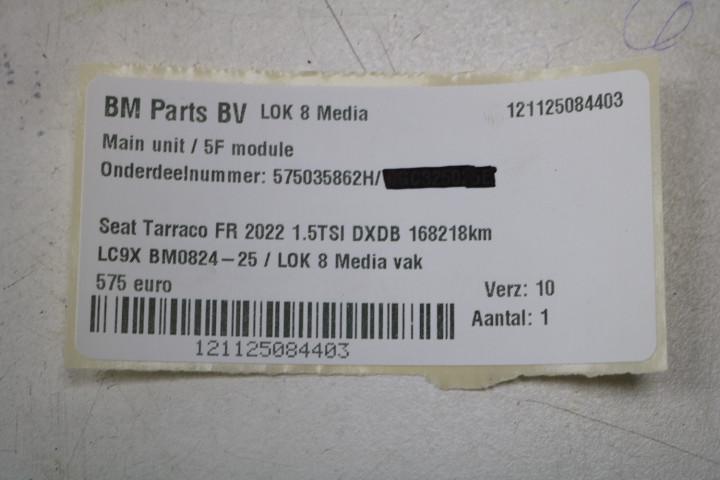 BM Parts BV LOK 8 Media 121125084403
Main unit / 5F module
Onderdeelnummer: 575035862H/
Seat Tarraco FR 2022 1.5TSI DXDB 168218km
LC9X BM0824-25 / LOK 8 Media vak
575 euro Verz: 10
Aantal: 1
121125084403